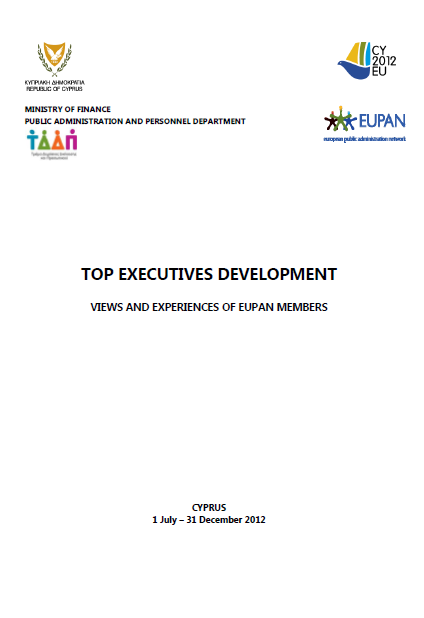 ΚΥΠΡΙΑΚΗ ΔΗΜΟΚΡΑΤΙΑ
REPUBLIC OF CYPRUS
CY
2012
EU
MINISTRY OF FINANCE
PUBLIC ADMINISTRATION AND PERSONNEL DEPARTMENT
ΤΔΔΠ
EUPAN
european public administration network
TOP EXECUTIVES DEVELOPMENT
VIEWS AND EXPERIENCES OF EUPAN MEMBERS
CYPRUS
1 July – 31 December 2012